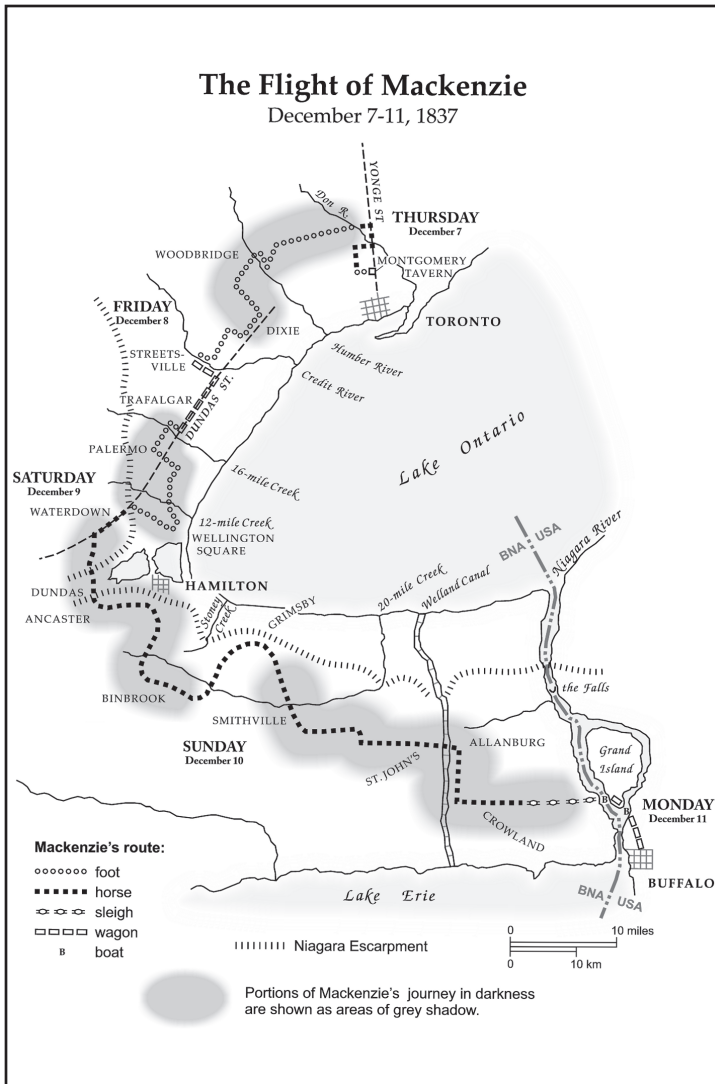 The Flight of Mackenzie
December 7-11, 1837
Don R.
YONGE ST.
THURSDAY
December 7
WOODBRIDGE
MONTGOMERY
TAVERN
FRIDAY
December 8
DIXIE
TORONTO
STREETS-
VILLE
Humber River
Credit River
TRAFALGAR
DUNDAS ST.
Lake Ontario
PALERMO
16-mile Creek
SATURDAY
December 9
WATERDOWN
12-mile Creek
WELLINGTON
SQUARE
BNA USA
Niagara River
DUNDAS
HAMILTON
ANCASTER
Stoney
Creek
GRIMSBY
20-mile Creek
Welland Canal
BINBROOK
the Falls
SMITHVILLE
SUNDAY
December 10
ST. JOHN'S
ALLANBURG
Grand
Island
CROWLAND
B
B
MONDAY
December 11
BUFFALO
BNA USA
Lake Erie
Mackenzie's route:
foot
horse
sleigh
wagon
B boat
Niagara Escarpment
0 10 miles
0 10 km
Portions of Mackenzie's journey in darkness
are shown as areas of grey shadow.